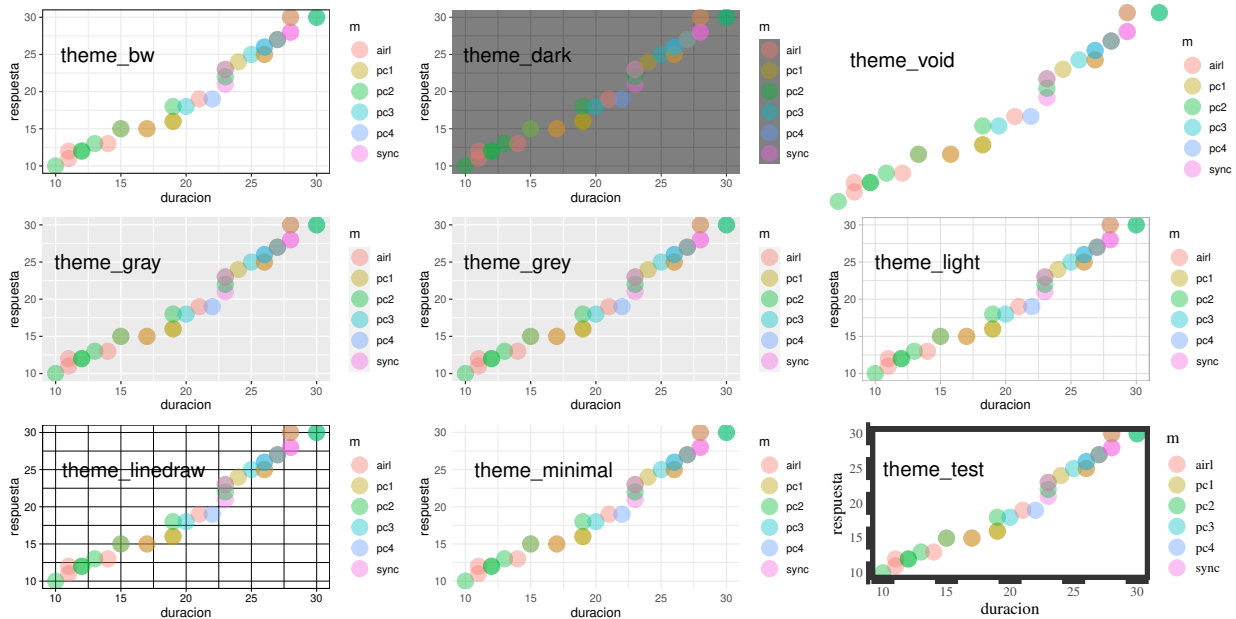 30
25
20
15
10
respuesta
theme_bw
10 15 20 25 30
duracion
m
airl
pc1
pc2
pc3
pc4
sync
30
25
20
15
10
respuesta
theme_dark
10 15 20 25 30
duracion
m
airl
pc1
pc2
pc3
pc4
sync
theme_void
m
airl
pc1
pc2
pc3
pc4
sync
30
25
20
15
10
respuesta
theme_gray
10 15 20 25 30
duracion
m
airl
pc1
pc2
pc3
pc4
sync
30
25
20
15
10
respuesta
theme_grey
10 15 20 25 30
duracion
m
airl
pc1
pc2
pc3
pc4
sync
30
25
20
15
10
respuesta
theme_light
10 15 20 25 30
duracion
m
airl
pc1
pc2
pc3
pc4
sync
30
25
20
15
10
respuesta
theme_linedraw
10 15 20 25 30
duracion
m
airl
pc1
pc2
pc3
pc4
sync
30
25
20
15
10
respuesta
theme_minimal
10 15 20 25 30
duracion
m
airl
pc1
pc2
pc3
pc4
sync
30
25
20
15
10
respuesta
theme_test
10 15 20 25 30
duracion
m
airl
pc1
pc2
pc3
pc4
sync